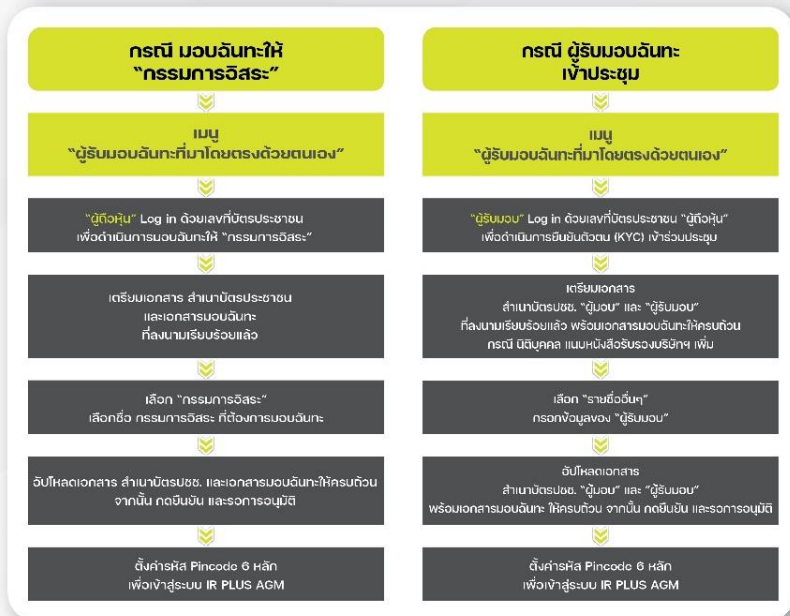 กรณี มอบฉันทะให้
"กรรมการอิสระ"
เมนู
"ผู้รับมอบฉันทะที่มาโดยตรงด้วยตนเอง"
"ผู้ถือหุ้น" Log in ด้วยเลขที่บัตรประชาชน
เพื่อดำเนินการมอบฉันทะให้ "กรรมการอิสระ"
เตรียมเอกสาร สำเนาบัตรประชาชน
และเอกสารมอบฉันทะ
ที่ลงนามเรียบร้อยแล้ว
เลือก "กรรมการอิสระ"
เลือกชื่อ กรรมการอิสระ ที่ต้องการมอบฉันทะ
อัปโหลดเอกสาร สำเนาบัตรปชช. และเอกสารมอบฉันทะให้ครบถ้วน
จากนั้น กดยืนยัน และรอการอนุมัติ
ตั้งค่ารหัส Pincode 6 หลัก
เพื่อเข้าสู่ระบบ IR PLUS AGM
กรณี ผู้รับมอบฉันทะ
เข้าประชุม
เมนู
"ผู้รับมอบฉันทะที่มาโดยตรงด้วยตนเอง"
"ผู้รับมอบ" Log in ด้วยเลขที่บัตรประชาชน "ผู้ถือหุ้น"
เพื่อดำเนินการยืนยันตัวตน (KYC) เข้าร่วมประชุม
เตรียมเอกสาร
สำเนาบัตรปชช. "ผู้มอบ" และ "ผู้รับมอบ"
ที่ลงนามเรียบร้อยแล้ว พร้อมเอกสารมอบฉันทะให้ครบถ้วน
กรณี นิติบุคคล แนบหนังสือรับรองบริษัทฯ เพิ่ม
เลือก "รายชื่ออื่นๆ"
กรอกข้อมูลของ "ผู้รับมอบ"
อัปโหลดเอกสาร
สำเนาบัตรปชช. "ผู้มอบ" และ "ผู้รับมอบ"
พร้อมเอกสารมอบฉันทะ ให้ครบถ้วน จากนั้น กดยืนยัน และรอการอนุมัติ
ตั้งค่ารหัส Pincode 6 หลัก
เพื่อเข้าสู่ระบบ IR PLUS AGM